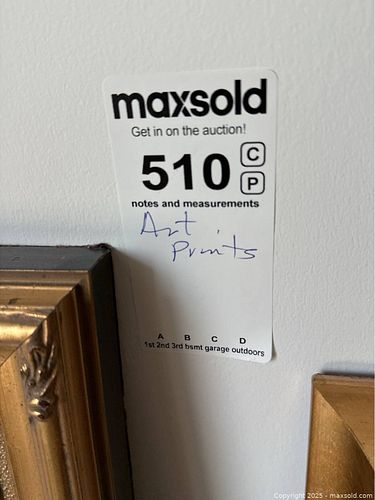 maxsold
Get in on the auction!
510 C
P
notes and measurements
Art
Prints
A B C D
1st 2nd 3rd bsmt garage outdoors
Copyright 2025 - maxsold.com